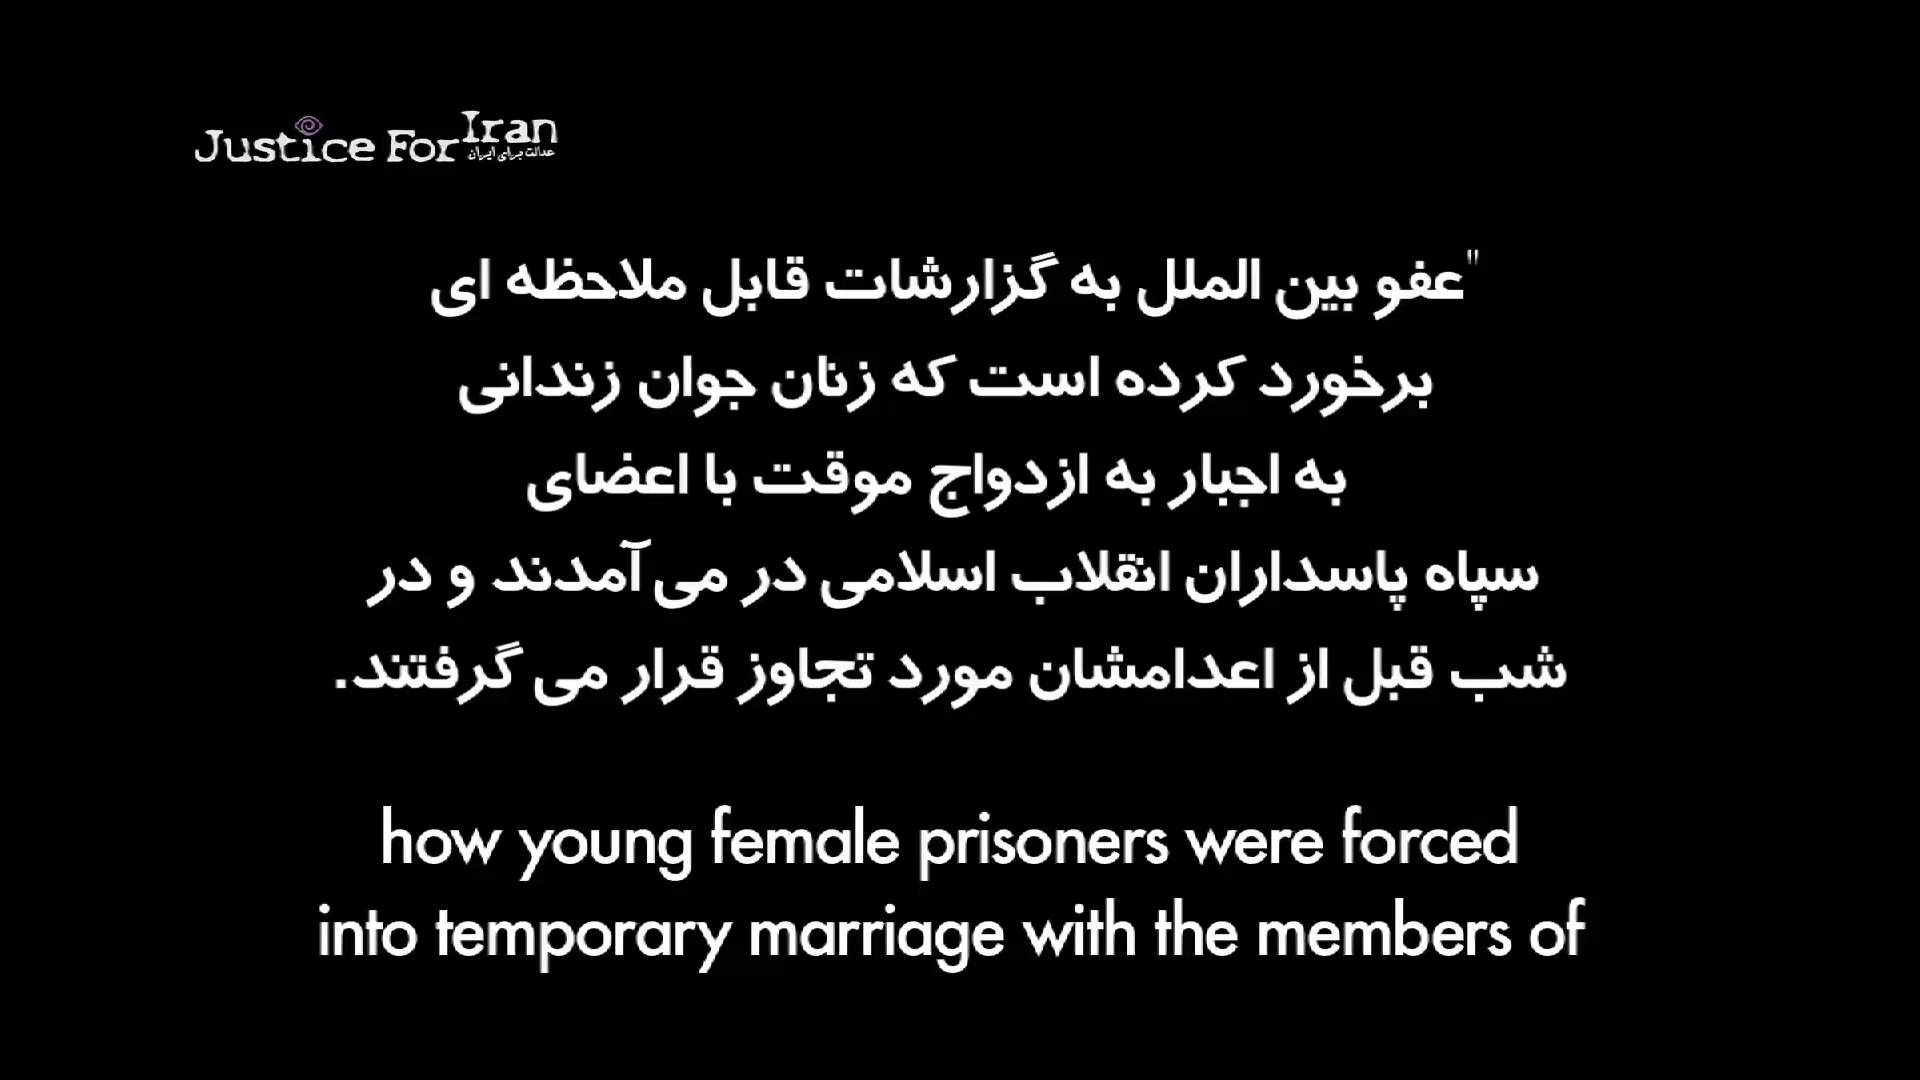 Justice For Iran
عدالت برای ایران
"عفو بین الملل به گزارشات قابل ملاحظه ای
برخورد کرده است که زنان جوان زندانی
به اجبار به ازدواج موقت با اعضای
سپاه پاسداران انقلاب اسلامی در می آمدند و در
شب قبل از اعدامشان مورد تجاوز قرار می گرفتند.
how young female prisoners were forced
into temporary marriage with the members of